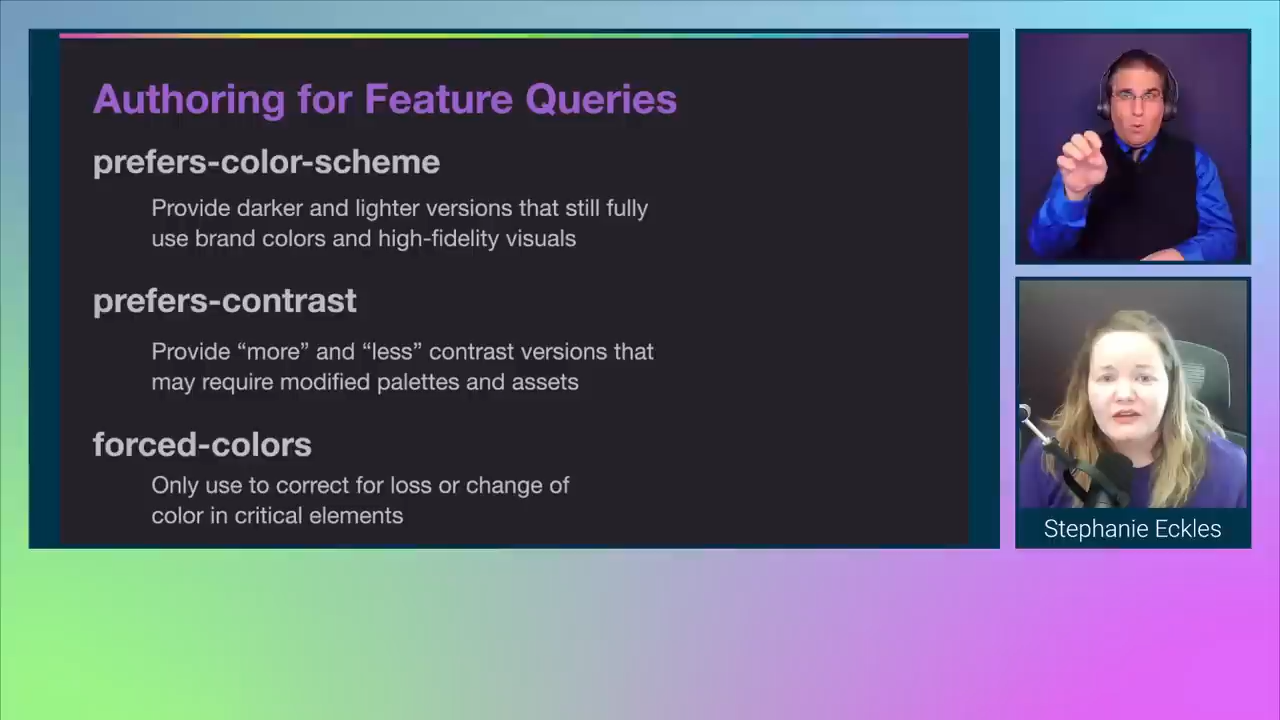 Authoring for Feature Queries
prefers-color-scheme
Provide darker and lighter versions that still fully
use brand colors and high-fidelity visuals
prefers-contrast
Provide “more” and “less” contrast versions that
may require modified palettes and assets
forced-colors
Only use to correct for loss or change of
color in critical elements
Stephanie Eckles